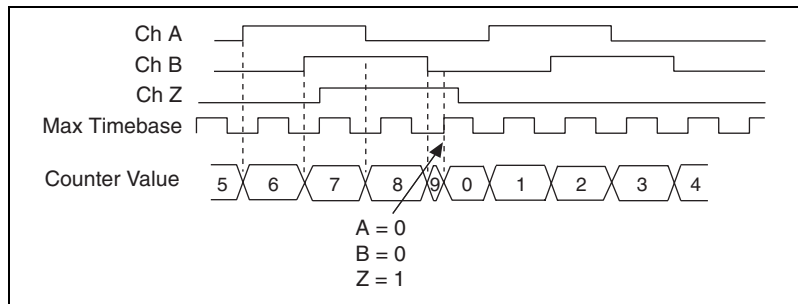 Ch A
Ch B
Ch Z
Max Timebase
Counter Value 5 6 7 8 9 0 1 2 3 4
A = 0
B = 0
Z = 1